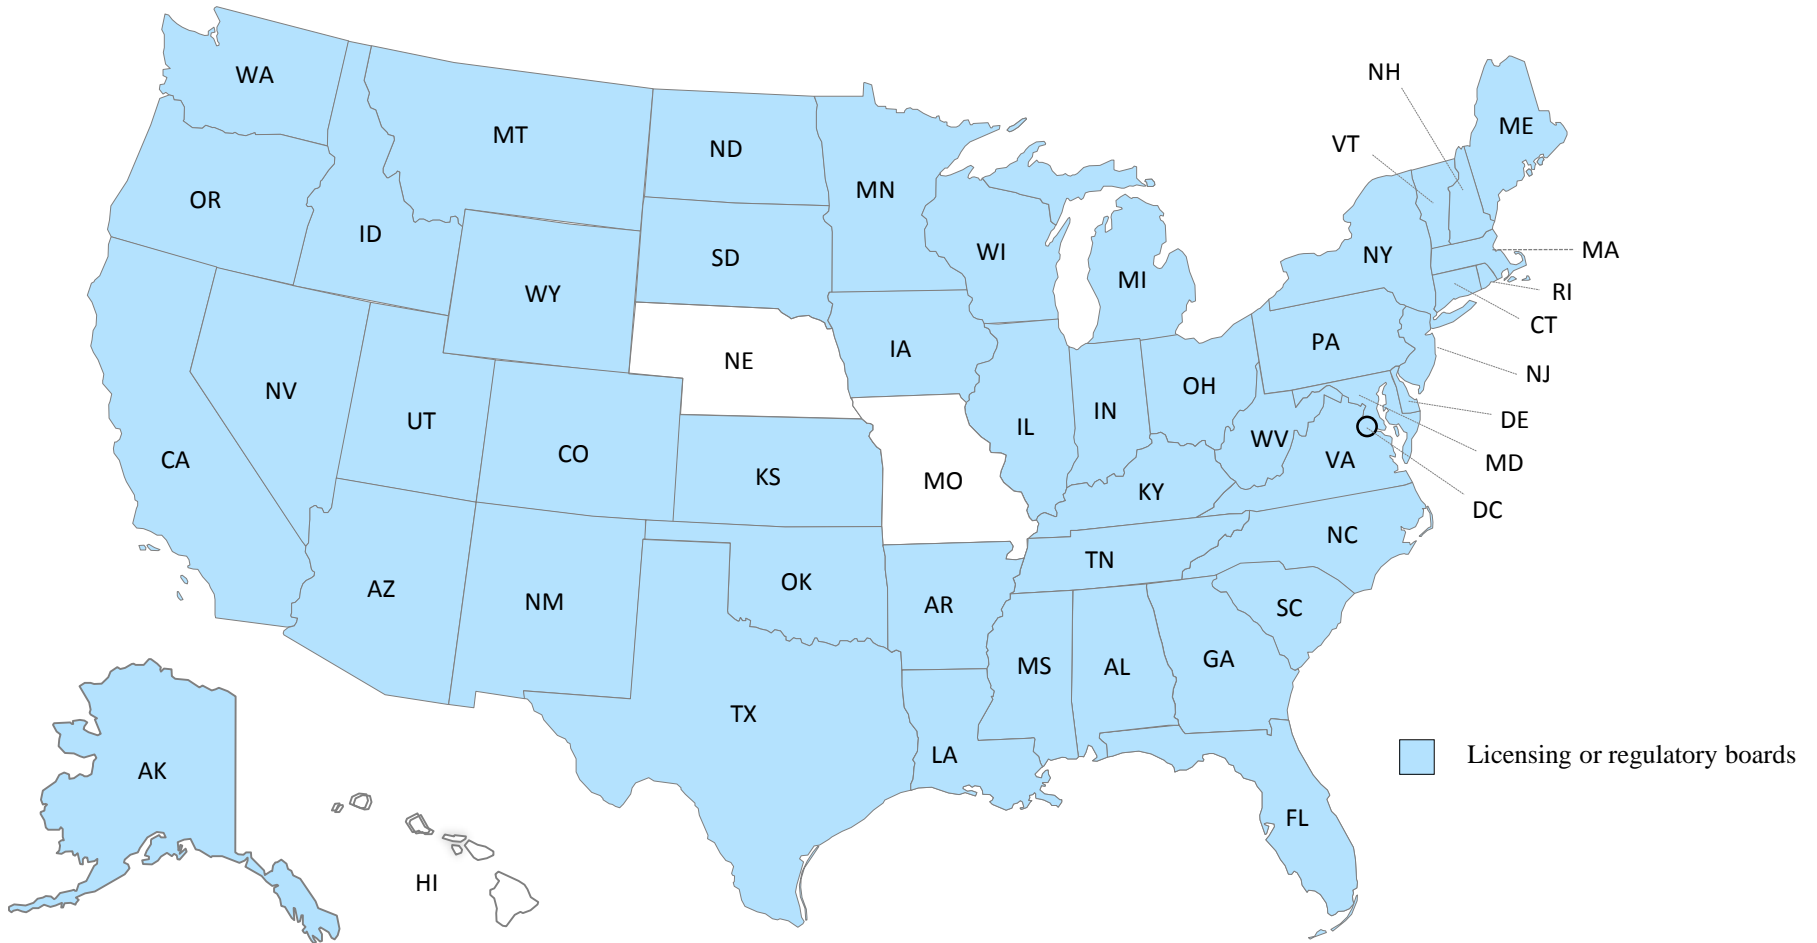 WA
MT
ND
MN
OR
ID
SD
WI
MI
WY
NE
IA
NV
UT
CO
CA
KS
MO
IL
IN
OH
PA
NY
NH
VT
ME
MA
RI
CT
NJ
DE
MD
DC
WV
VA
KY
NC
TN
AZ
NM
OK
AR
SC
MS
AL
GA
TX
LA
FL
AK
HI
Licensing or regulatory boards